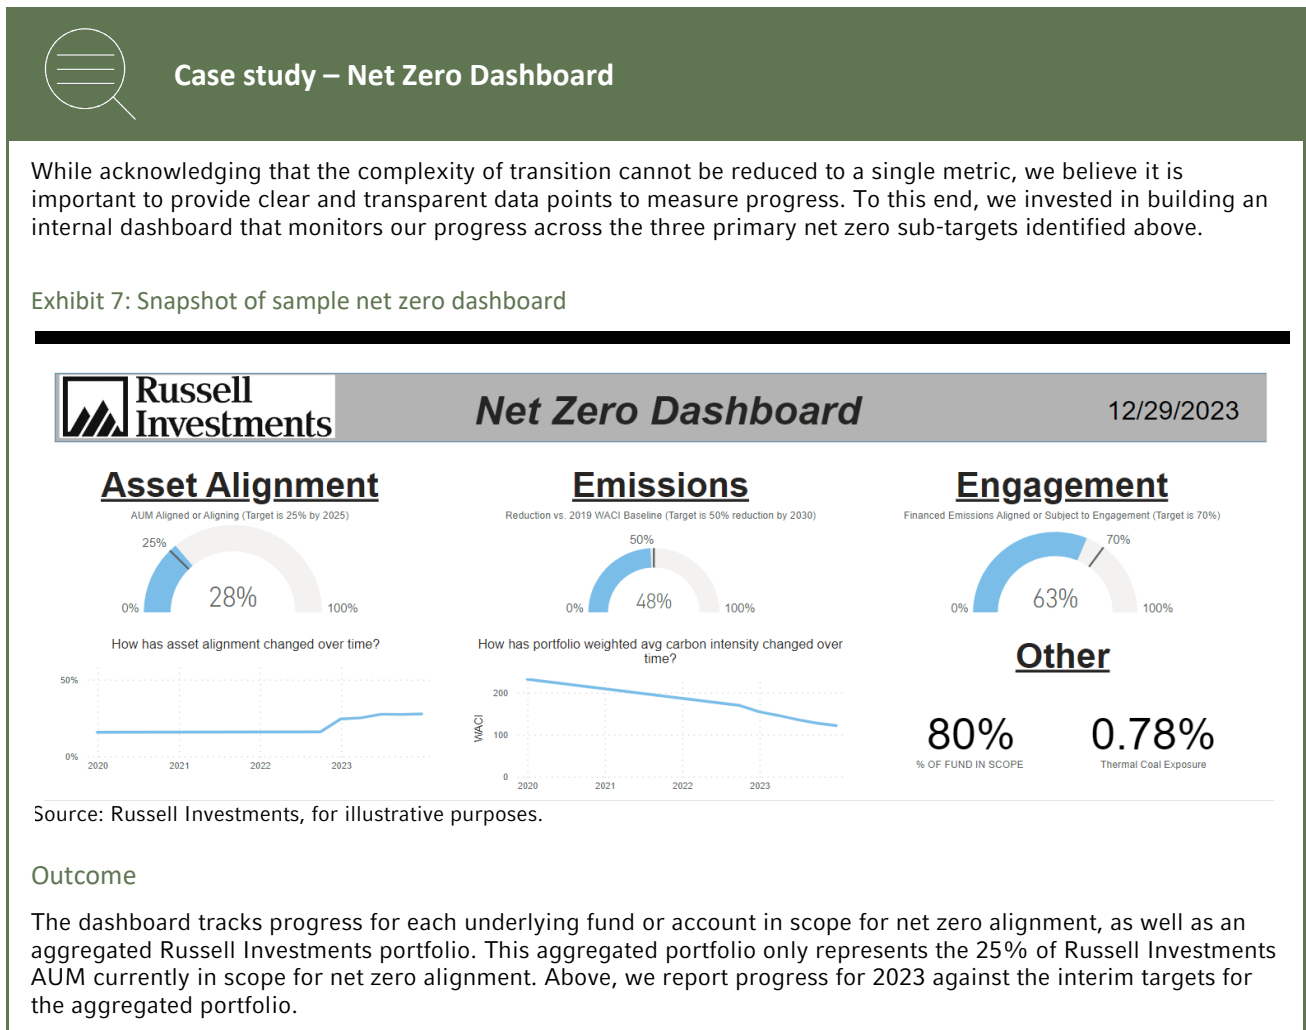 Case study – Net Zero Dashboard
While acknowledging that the complexity of transition cannot be reduced to a single metric, we believe it is
important to provide clear and transparent data points to measure progress. To this end, we invested in building an
internal dashboard that monitors our progress across the three primary net zero sub-targets identified above.
Exhibit 7: Snapshot of sample net zero dashboard
Russell
Investments
Net Zero Dashboard
12/29/2023
Asset Alignment
AUM Aligned or Aligning (Target is 25% by 2025)
25%
28%
0%
100%
How has asset alignment changed over time?
50%
0%
2020
2021
2022
2023
Emissions
Reduction vs. 2019 WACI Baseline (Target is 50% reduction by 2030)
50%
48%
0%
100%
How has portfolio weighted avg carbon intensity changed over
time?
WACI
200
100
0
2020
2021
2022
2023
Engagement
Financed Emissions Aligned or Subject to Engagement (Target is 70%)
70%
63%
0%
100%
Other
80%
% OF FUND IN SCOPE
0.78%
Thermal Coal Exposure
Source: Russell Investments, for illustrative purposes.
Outcome
The dashboard tracks progress for each underlying fund or account in scope for net zero alignment, as well as an
aggregated Russell Investments portfolio. This aggregated portfolio only represents the 25% of Russell Investments
AUM currently in scope for net zero alignment. Above, we report progress for 2023 against the interim targets for
the aggregated portfolio.